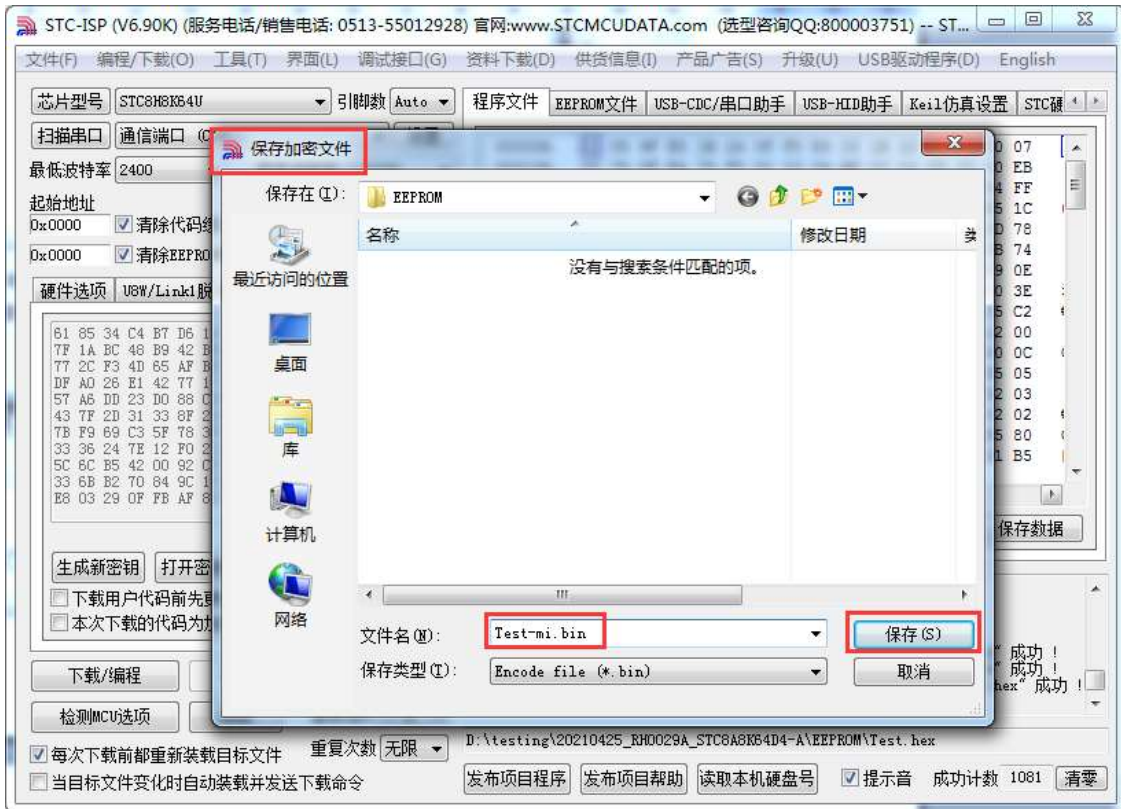 STC-ISP (V6.90K) (服务电话/销售电话: 0513-55012928) 官网:www.STCMCUDATA.com (选型咨询QQ:800003751) -- ST...
文件(F) 编程/下载(O) 工具(T) 界面(L) 调试接口(G) 资料下载(D) 供货信息(I) 产品广告(S) 升级(U) USB驱动程序(D) English
芯片型号 STC8H8K64U 引脚数 Auto 程序文件 EEPROM文件 USB-CDC/串口助手 USB-HID助手 Keil仿真设置 STC
扫描串口 通信端口
最低波特率 2400
起始地址
0x0000 清除代码
0x0000 清除EEPRO
硬件选项 U8W/Link1脱
61 85 34 C4 B7 D6 1
7F 1A BC 48 B9 42 B
77 2C F3 4D 65 AF B
DF A0 26 E1 42 77 1
57 A6 DD 23 D0 88 C
43 7F 2D 31 33 8F 2
7B F9 69 C3 5F 78 3
33 36 24 7E 12 F0 2
5C 6C B5 42 00 92 C
33 6B B2 70 84 9C 1
E8 03 29 0F FB AF 8
生成新密钥 打开密
下载用户代码前先
本次下载的代码为
下载/编程
检测MCU选项
保存加密文件
保存在(I): EEPROM
名称 修改日期
没有与搜索条件匹配的项。
最近访问的位置
桌面
库
计算机
网络
文件名(N): Test-mi.bin 保存(S)
保存类型(T): Encode file (*.bin) 取消
07
EB
FF
1C
78
74
0E
3E
C2
00
0C
05
03
02
80
B5
保存数据
成功 !
成功 !
hex" 成功 !
每次下载前都重新装载目标文件 重复次数 无限
当目标文件变化时自动装载并发送下载命令
D:\testing\20210425_RH0029A_STC8A8K64D4-A\EEPROM\Test.hex
发布项目程序 发布项目帮助 读取本机硬盘号 提示音 成功计数 1081 清零